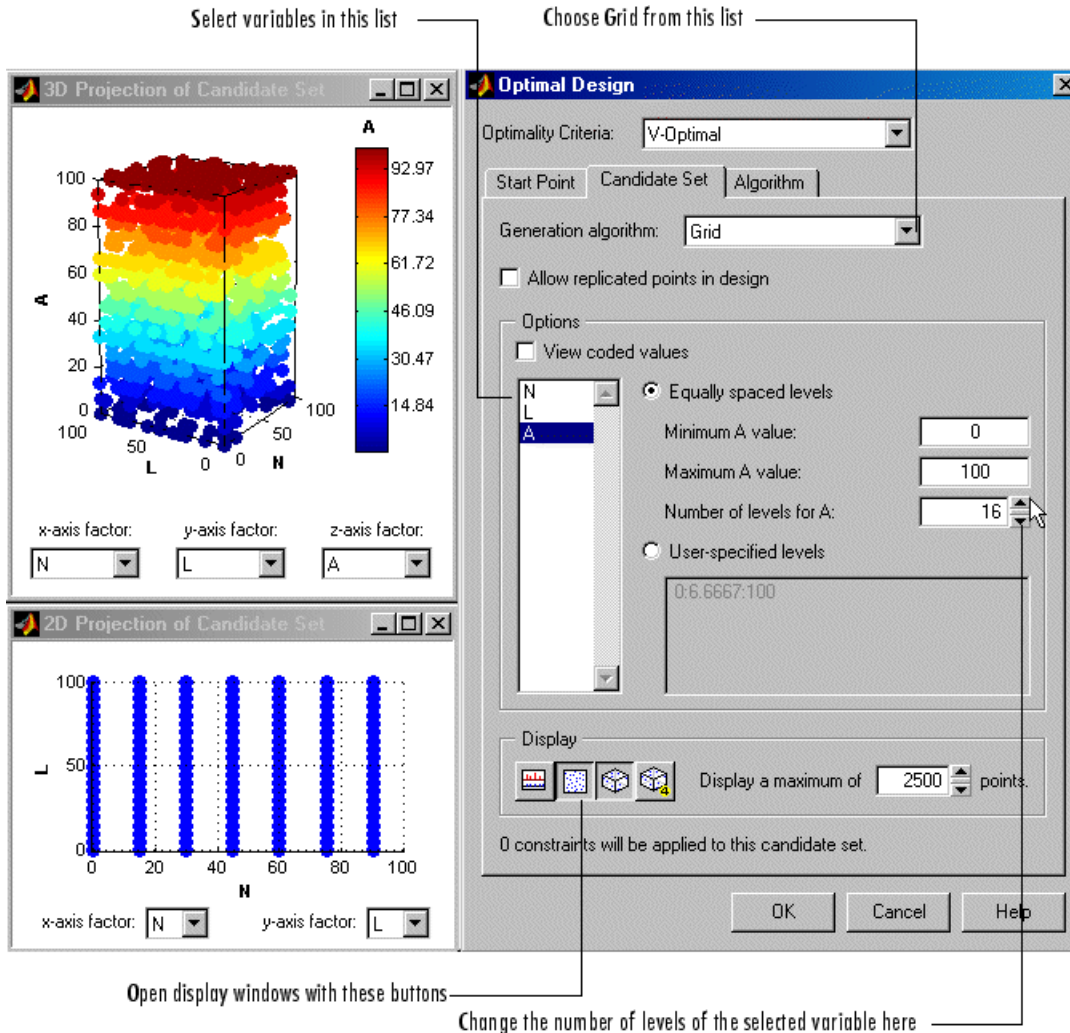 Select variables in this list
Choose Grid from this list
3D Projection of Candidate Set
A
100
80
60
40
20
0
A
100
50
0
L
0
50
100
N
92.97
77.34
61.72
46.09
30.47
14.84
x-axis factor: y-axis factor: z-axis factor:
N L A
2D Projection of Candidate Set
100
50
0
L
0 20 40 60 80 100
N
x-axis factor: N y-axis factor: L
Optimal Design
Optimality Criteria: V-Optimal
Start Point Candidate Set Algorithm
Generation algorithm: Grid
Allow replicated points in design
Options
View coded values
N
L
A
Equally spaced levels
Minimum A value: 0
Maximum A value: 100
Number of levels for A: 16
User-specified levels
0:6.6667:100
Display
4
Display a maximum of 2500 points.
0 constraints will be applied to this candidate set.
OK Cancel Help
Open display windows with these buttons
Change the number of levels of the selected variable here